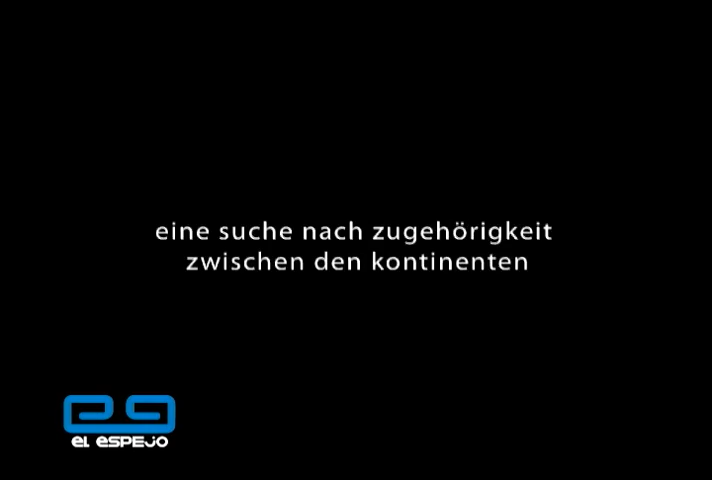 eine suche nach zugehörigkeit
zwischen den kontinenten
el espejo